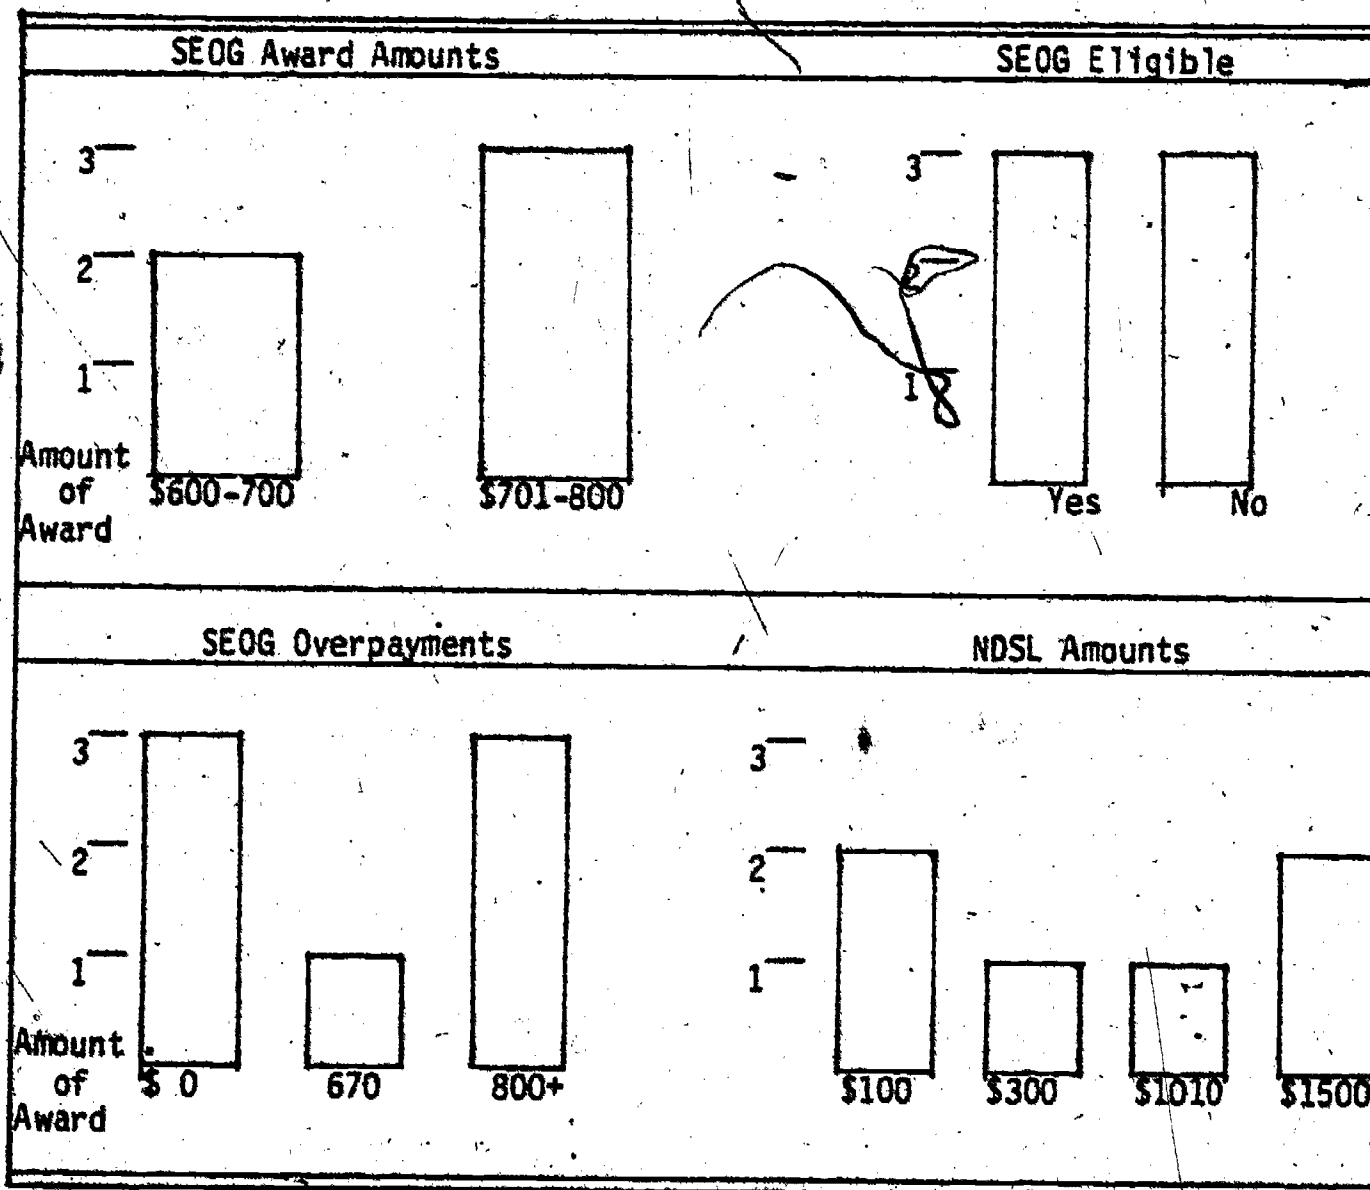 SEOG Award Amounts
SEOG Eligible
3
2
1
Amount
of
Award
$600-700
$701-800
3
2
1
Yes
No
SEOG Overpayments
NDSL Amounts
3
2
1
Amount
of
Award
$ 0
670
800+
3
2
1
$100
$300
$1010
$1500